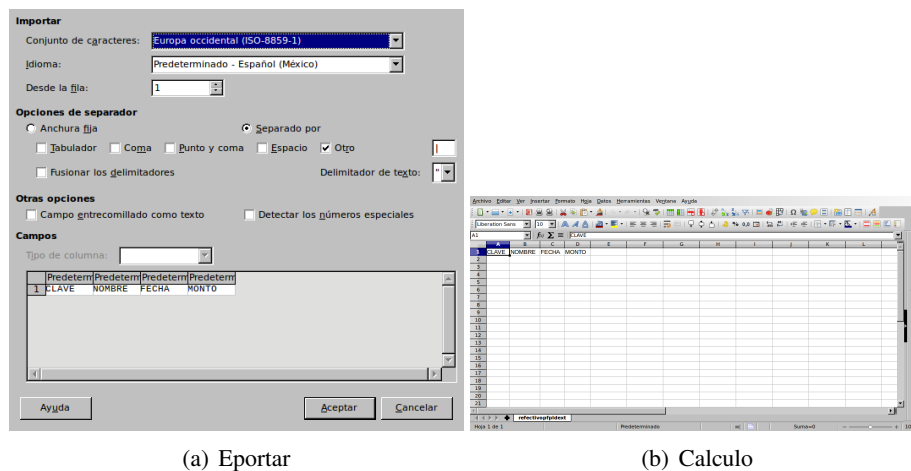 Importar
Conjunto de caracteres: Europa occidental (ISO-8859-1)
Idioma: Predeterminado - Español (México)
Desde la fila: 1
Opciones de separador
Anchura fija Separado por
Tabulador Coma Punto y coma Espacio Otro |
Fusionar los delimitadores Delimitador de texto: "
Otras opciones
Campo entrecomillado como texto Detectar los números especiales
Campos
Tipo de columna:
Predeterm Predeterm Predeterm Predeterm
1 CLAVE NOMBRE FECHA MONTO
Ayuda Aceptar Cancelar
(a) Eportar
Archivo Editar Ver Insertar Formato Hoja Datos Herramientas Ventana Ayuda
Liberation Sans 10
A1 CLAVE
A B C D E F G H I J K L
1 CLAVE NOMBRE FECHA MONTO
2
3
4
5
6
7
8
9
10
11
12
13
14
15
16
17
18
19
20
21
refectivopfpldext
Hoja 1 de 1 Predeterminado Suma=0
(b) Calculo